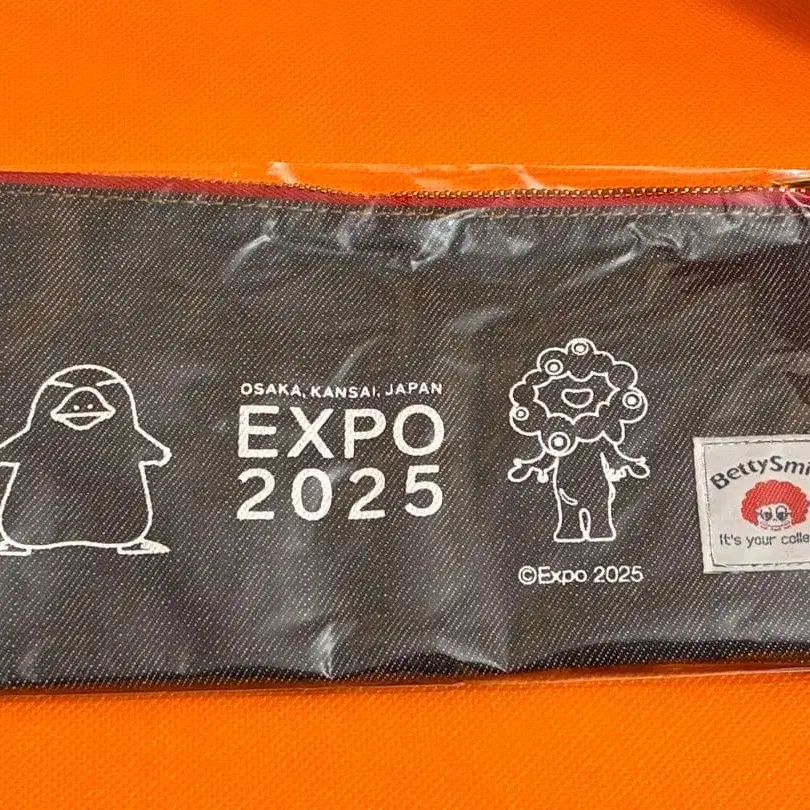 OSAKA, KANSAI, JAPAN
EXPO
2025
©Expo 2025
BettySmi
It's your colle